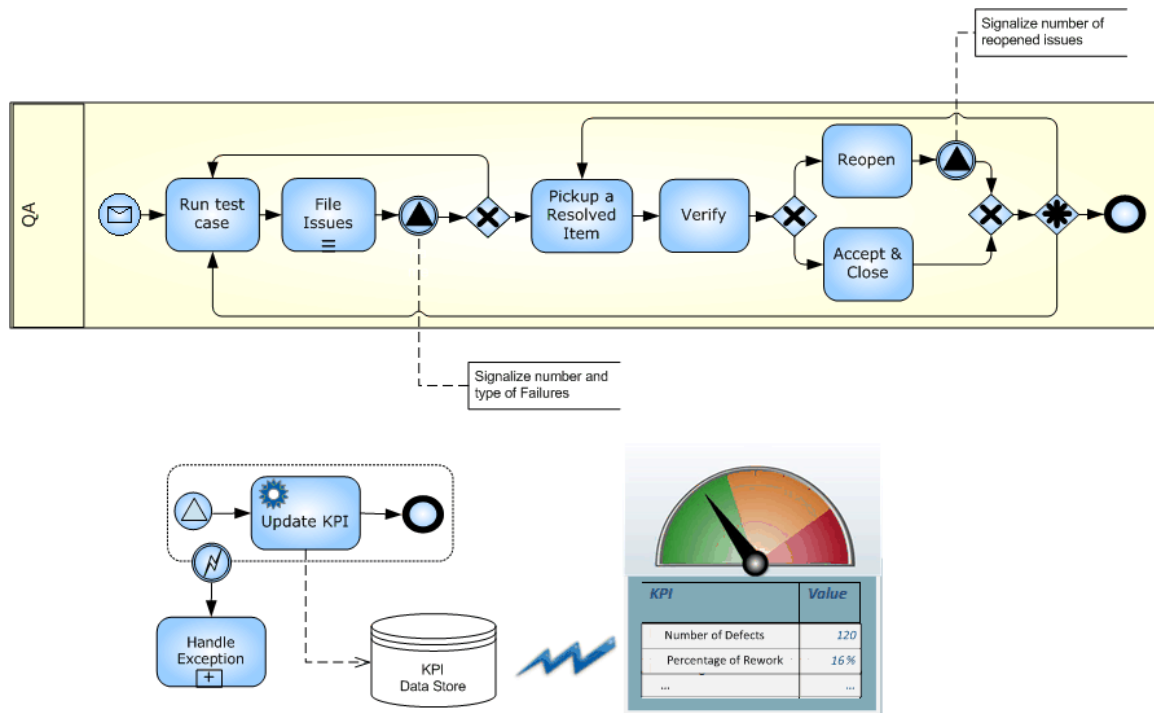 Signalize number of
reopened issues
QA
Run test
case
File
Issues
Pickup a
Resolved
Item
Verify
Reopen
Accept &
Close
Signalize number and
type of Failures
Update KPI
Handle
Exception
KPI
Data Store
KPI Value
Number of Defects 120
Percentage of Rework 16%
... ...